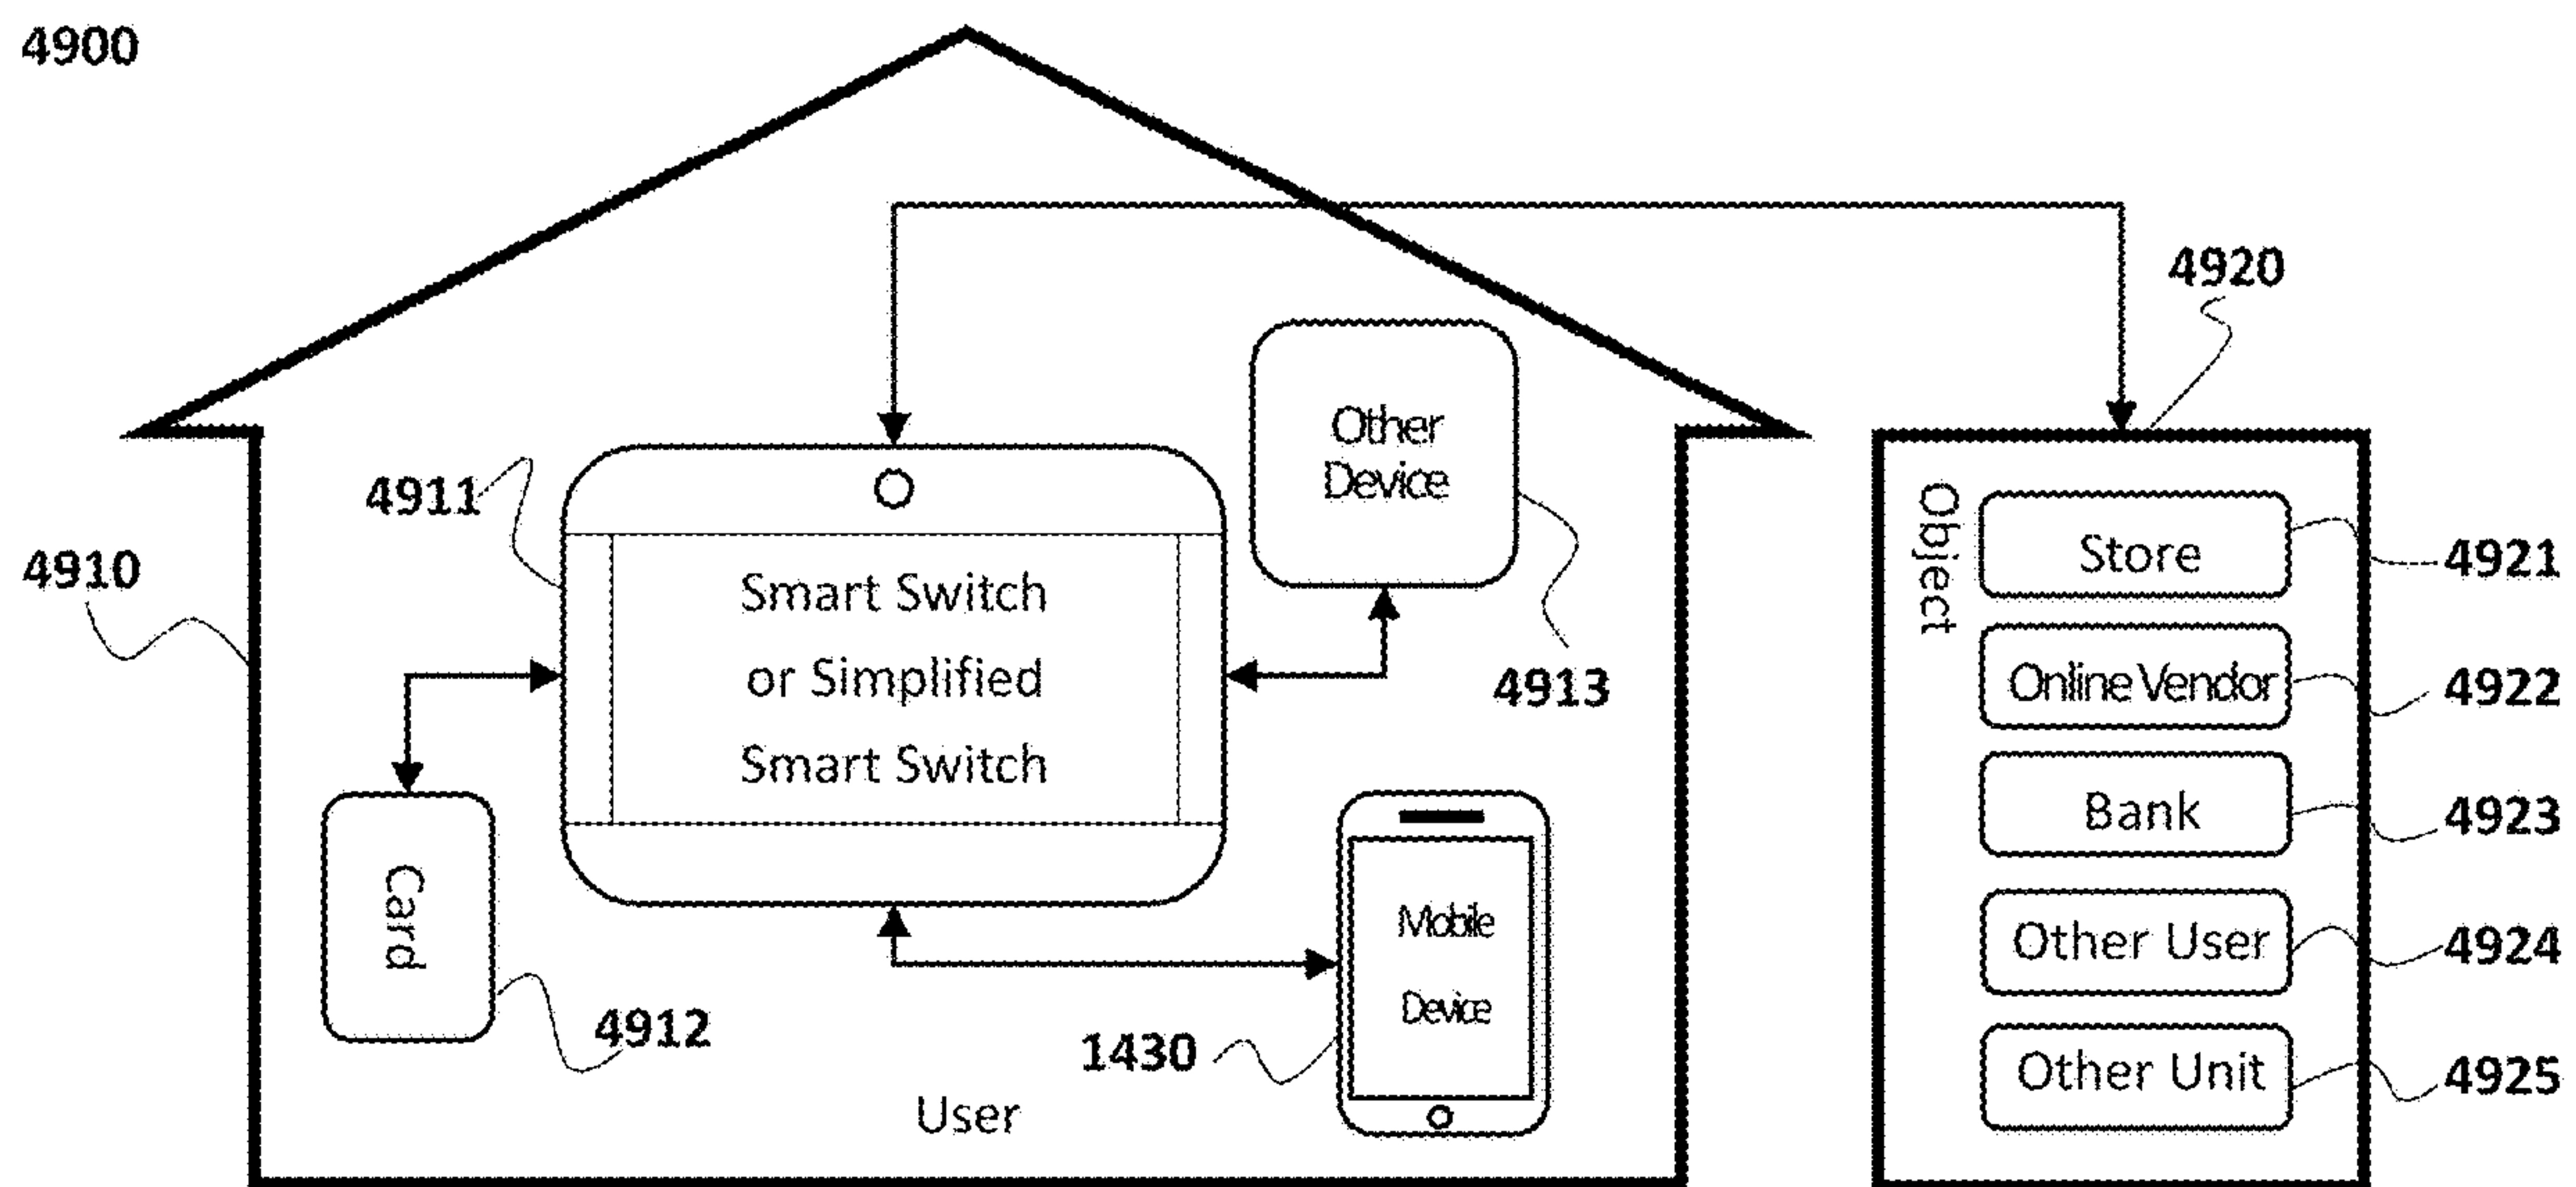 4900
4920
Other
Device
4911
4910
Smart Switch
or Simplified
Smart Switch
4913
Card
4912
Mobile
Device
1430
User
Object
Store
4921
Online Vendor
4922
Bank
4923
Other User
4924
Other Unit
4925